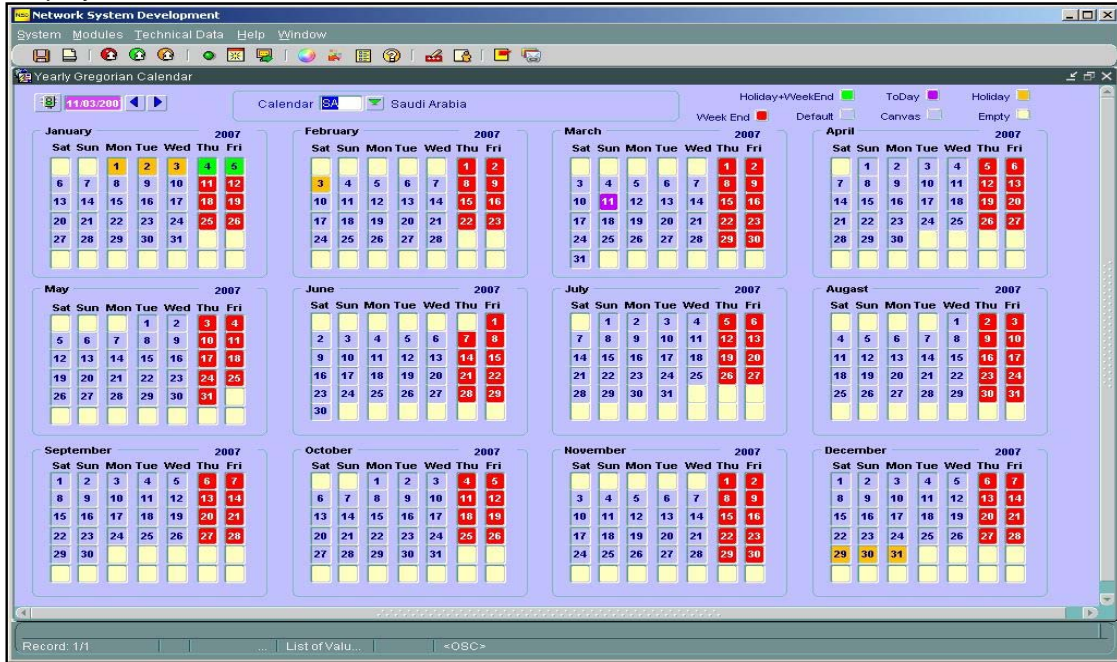 NSD Network System Development
System Modules Technical Data Help Window
Yearly Gregorian Calendar
11/03/200 Calendar SA Saudi Arabia
Holiday+WeekEnd ToDay Holiday
Week End Default Canvas Empty
January 2007
Sat Sun Mon Tue Wed Thu Fri
1 2 3 4 5
6 7 8 9 10 11 12
13 14 15 16 17 18 19
20 21 22 23 24 25 26
27 28 29 30 31
February 2007
Sat Sun Mon Tue Wed Thu Fri
1 2
3 4 5 6 7 8 9
10 11 12 13 14 15 16
17 18 19 20 21 22 23
24 25 26 27 28
March 2007
Sat Sun Mon Tue Wed Thu Fri
1 2
3 4 5 6 7 8 9
10 11 12 13 14 15 16
17 18 19 20 21 22 23
24 25 26 27 28 29 30
31
April 2007
Sat Sun Mon Tue Wed Thu Fri
1 2 3 4 5 6
7 8 9 10 11 12 13
14 15 16 17 18 19 20
21 22 23 24 25 26 27
28 29 30
May 2007
Sat Sun Mon Tue Wed Thu Fri
1 2 3 4
5 6 7 8 9 10 11
12 13 14 15 16 17 18
19 20 21 22 23 24 25
26 27 28 29 30 31
June 2007
Sat Sun Mon Tue Wed Thu Fri
1
2 3 4 5 6 7 8
9 10 11 12 13 14 15
16 17 18 19 20 21 22
23 24 25 26 27 28 29
30
July 2007
Sat Sun Mon Tue Wed Thu Fri
1 2 3 4 5 6
7 8 9 10 11 12 13
14 15 16 17 18 19 20
21 22 23 24 25 26 27
28 29 30 31
Augast 2007
Sat Sun Mon Tue Wed Thu Fri
1 2 3
4 5 6 7 8 9 10
11 12 13 14 15 16 17
18 19 20 21 22 23 24
25 26 27 28 29 30 31
September 2007
Sat Sun Mon Tue Wed Thu Fri
1 2 3 4 5 6 7
8 9 10 11 12 13 14
15 16 17 18 19 20 21
22 23 24 25 26 27 28
29 30
October 2007
Sat Sun Mon Tue Wed Thu Fri
1 2 3 4 5
6 7 8 9 10 11 12
13 14 15 16 17 18 19
20 21 22 23 24 25 26
27 28 29 30 31
November 2007
Sat Sun Mon Tue Wed Thu Fri
1 2
3 4 5 6 7 8 9
10 11 12 13 14 15 16
17 18 19 20 21 22 23
24 25 26 27 28 29 30
December 2007
Sat Sun Mon Tue Wed Thu Fri
1 2 3 4 5 6 7
8 9 10 11 12 13 14
15 16 17 18 19 20 21
22 23 24 25 26 27 28
29 30 31
Record: 1/1 ... List of Valu... <OSC>